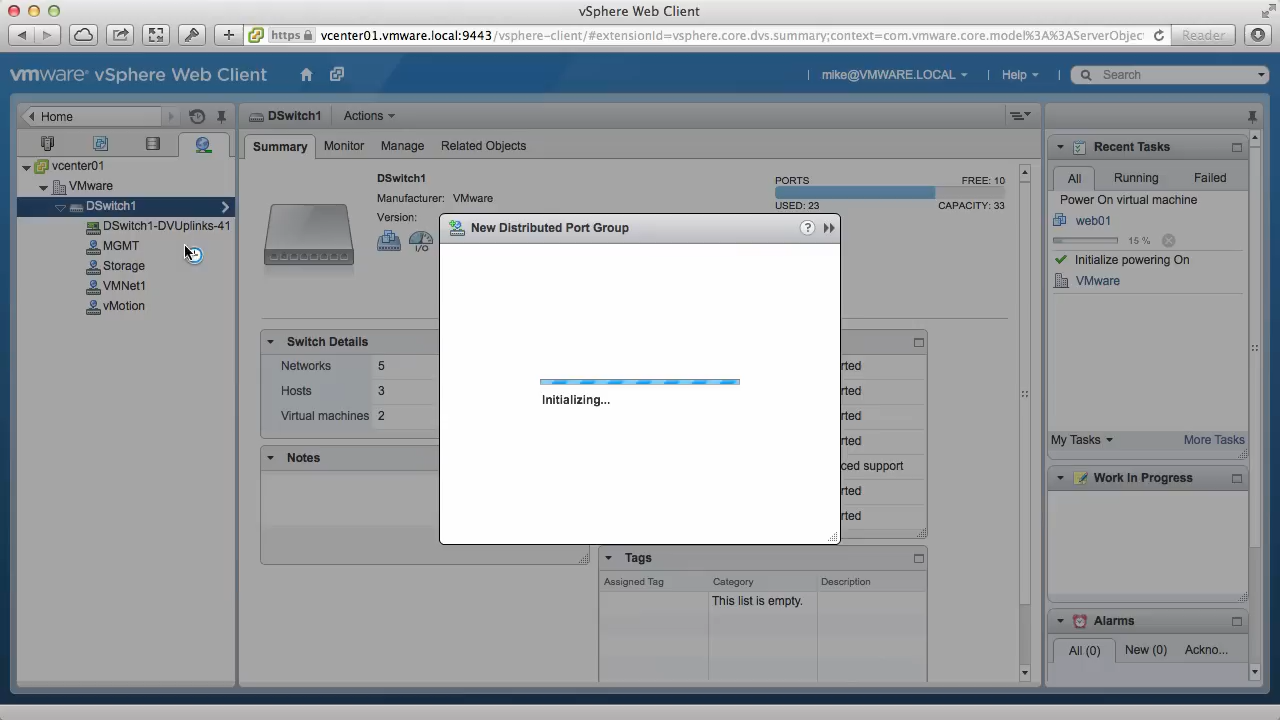 vSphere Web Client
https vcenter01.vmware.local:9443/vsphere-client/#extensionId=vsphere.core.dvs.summary;context=com.vmware.core.model%3A%3AServerObjec
Reader
vmware vSphere Web Client
mike@VMWARE.LOCAL
Help
Search
Home
vcenter01
VMware
DSwitch1
DSwitch1-DVUplinks-41
MGMT
Storage
VMNet1
vMotion
DSwitch1
Actions
Summary
Monitor
Manage
Related Objects
DSwitch1
Manufacturer: VMware
Version:
I/O
PORTS
FREE: 10
USED: 23
CAPACITY: 33
New Distributed Port Group
?
Initializing...
Switch Details
Networks 5
Hosts 3
Virtual machines 2
Notes
rted
rted
rted
rted
ced support
rted
rted
Tags
Assigned Tag
Category
Description
This list is empty.
Recent Tasks
All
Running
Failed
Power On virtual machine
web01
15 %
Initialize powering On
VMware
My Tasks
More Tasks
Work In Progress
Alarms
All (0)
New (0)
Ackno...